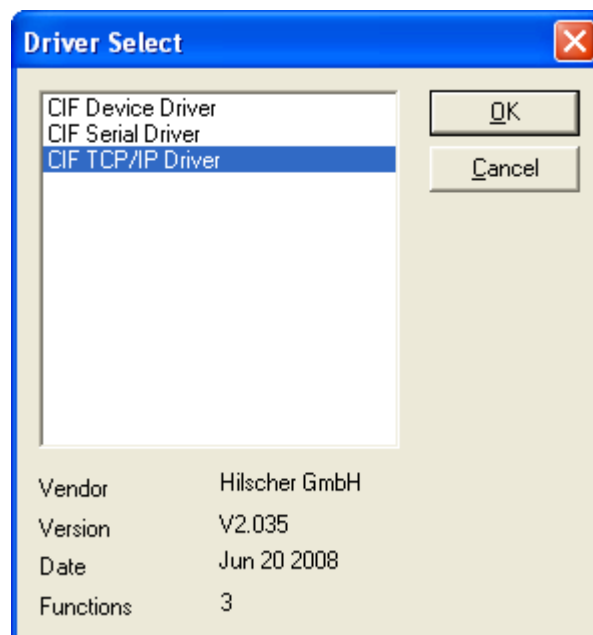 Driver Select
CIF Device Driver
CIF Serial Driver
CIF TCP/IP Driver
OK
Cancel
Vendor Hilscher GmbH
Version V2.035
Date Jun 20 2008
Functions 3